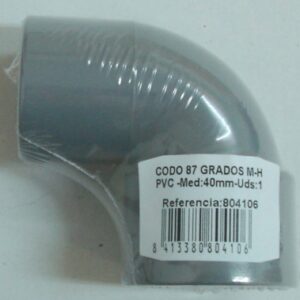 CODO 87 GRADOS M-H
PVC -Med:40mm-Uds:1
Referencia:804106
8 413380 804106